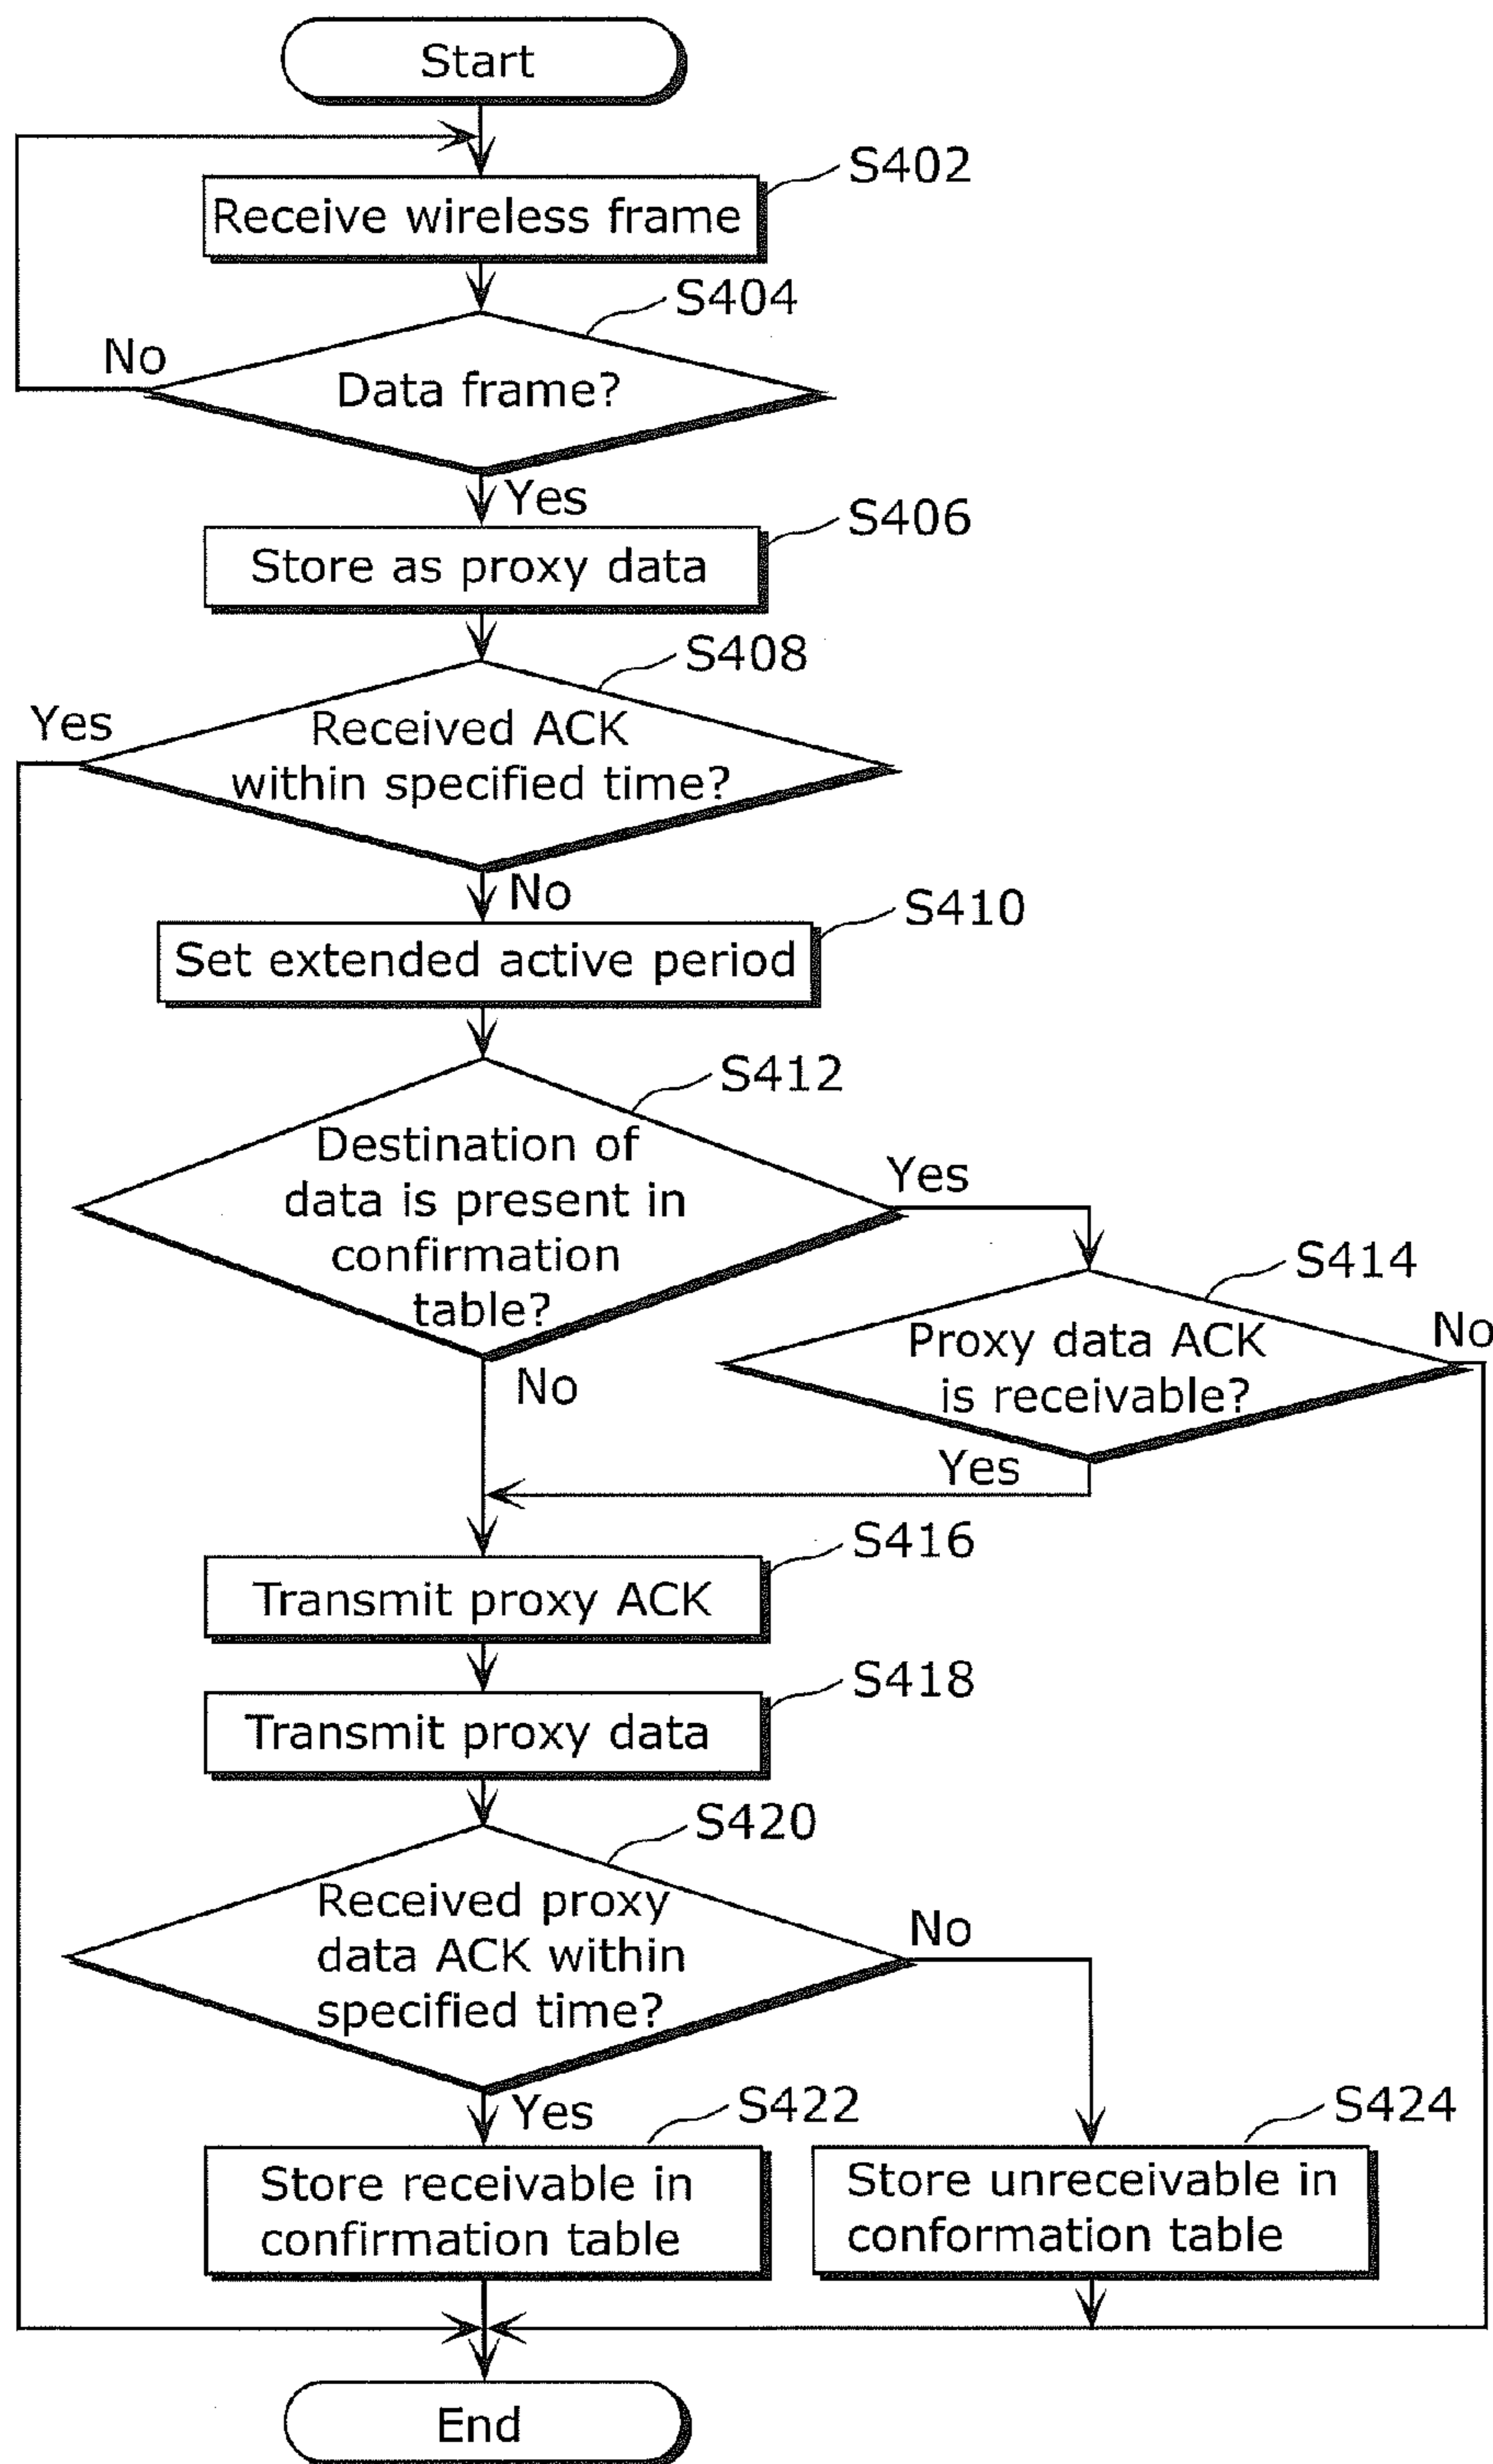 Start
S402
Receive wireless frame
S404
No
Data frame?
Yes
S406
Store as proxy data
S408
Yes
Received ACK
within specified time?
No
S410
Set extended active period
S412
Destination of
data is present in
confirmation
table?
Yes
No
S414
Proxy data ACK
is receivable?
No
Yes
S416
Transmit proxy ACK
S418
Transmit proxy data
S420
Received proxy
data ACK within
specified time?
No
Yes
S422
Store receivable in
confirmation table
S424
Store unreceivable in
conformation table
End